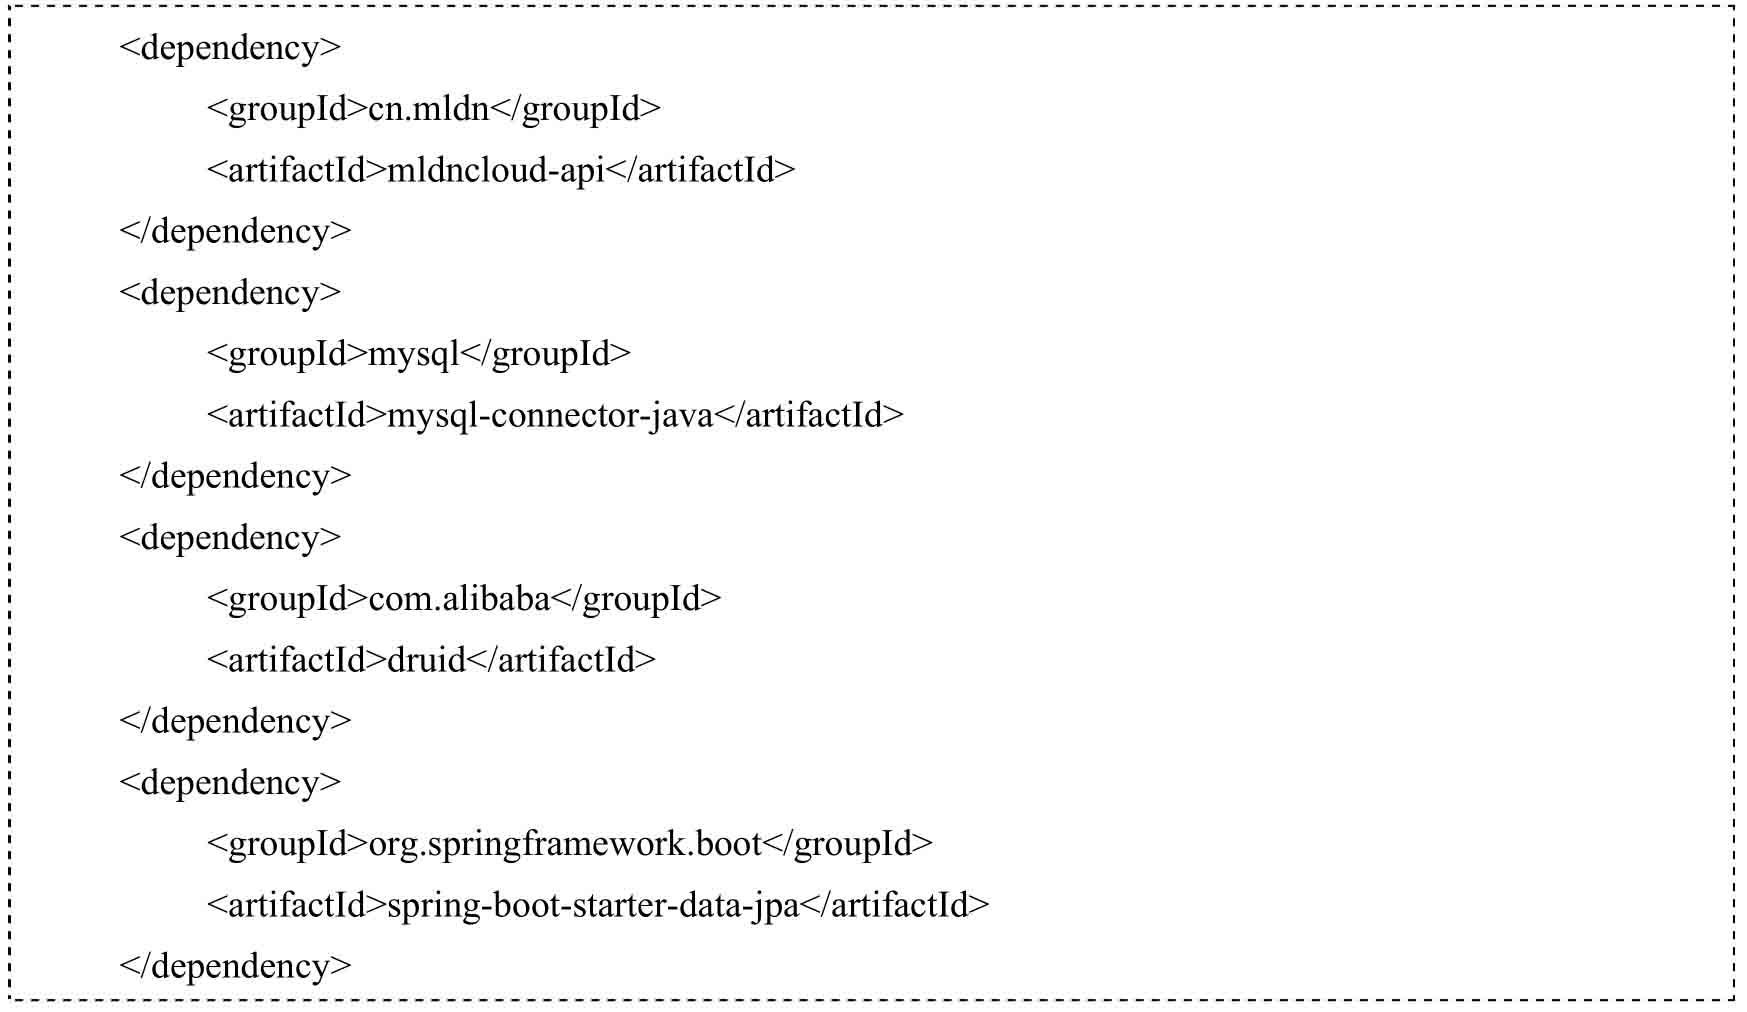 <dependency>
<groupId>cn.mldn</groupId>
<artifactId>mldncloud-api</artifactId>
</dependency>
<dependency>
<groupId>mysql</groupId>
<artifactId>mysql-connector-java</artifactId>
</dependency>
<dependency>
<groupId>com.alibaba</groupId>
<artifactId>druid</artifactId>
</dependency>
<dependency>
<groupId>org.springframework.boot</groupId>
<artifactId>spring-boot-starter-data-jpa</artifactId>
</dependency>